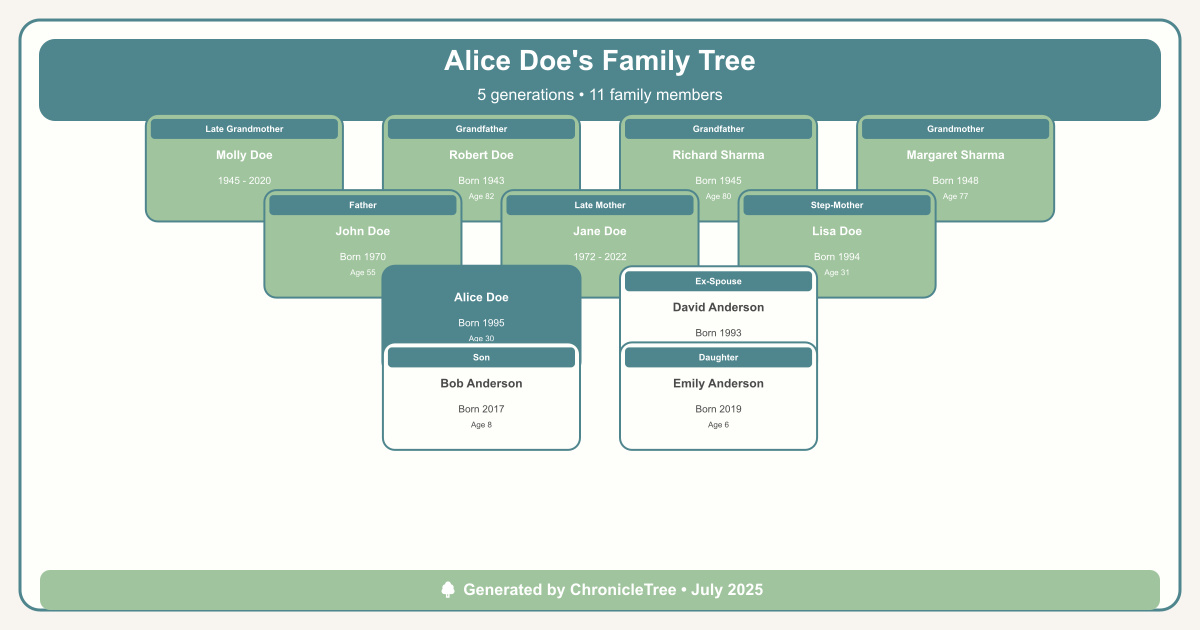 Alice Doe's Family Tree
5 generations • 11 family members
Late Grandmother
Molly Doe
1945 - 2020
Grandfather
Robert Doe
Born 1943
Age 82
Grandfather
Richard Sharma
Born 1945
Age 80
Grandmother
Margaret Sharma
Born 1948
Age 77
Father
John Doe
Born 1970
Age 55
Late Mother
Jane Doe
1972 - 2022
Step-Mother
Lisa Doe
Born 1994
Age 31
Alice Doe
Born 1995
Age 30
Ex-Spouse
David Anderson
Born 1993
Son
Bob Anderson
Born 2017
Age 8
Daughter
Emily Anderson
Born 2019
Age 6
Generated by ChronicleTree • July 2025